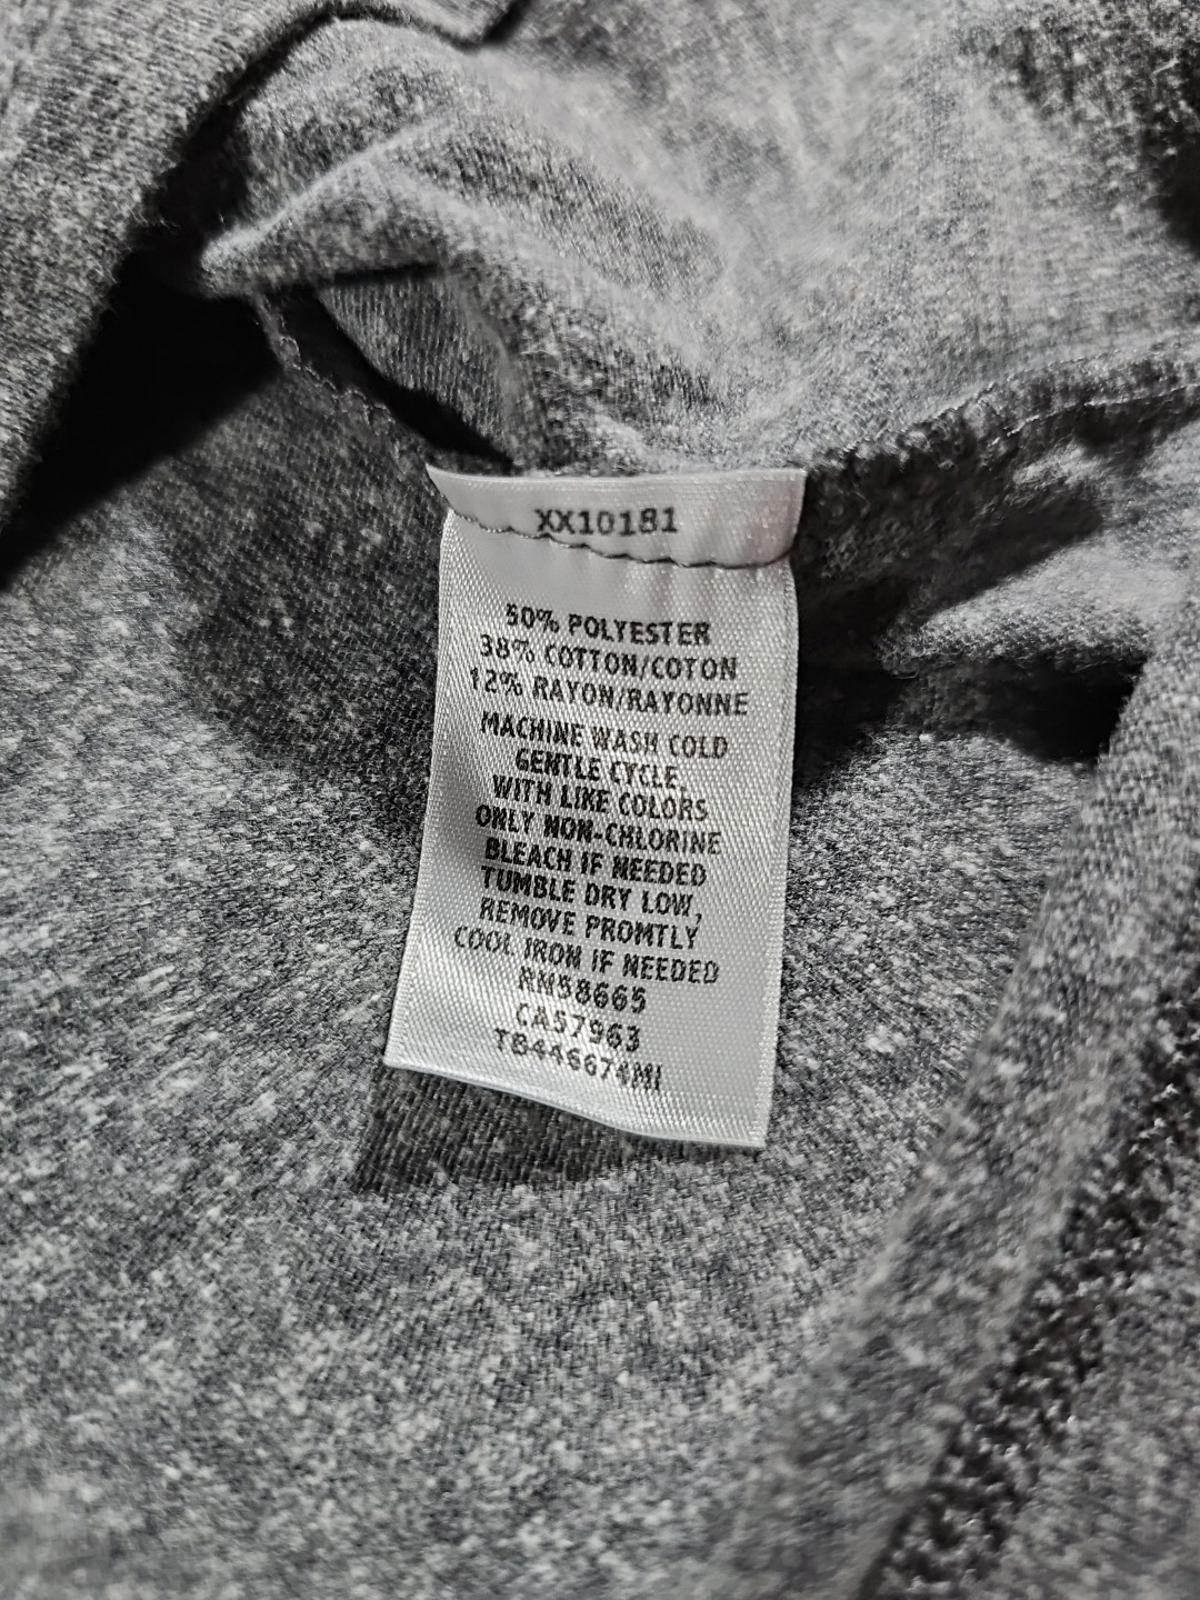 XX10181
50% POLYESTER
38% COTTON/COTON
12% RAYON/RAYONNE
MACHINE WASH COLD
GENTLE CYCLE,
WITH LIKE COLORS
ONLY NON-CHLORINE
BLEACH IF NEEDED
TUMBLE DRY LOW,
REMOVE PROMTLY
COOL IRON IF NEEDED
RN58665
CA57963
TB446674MI